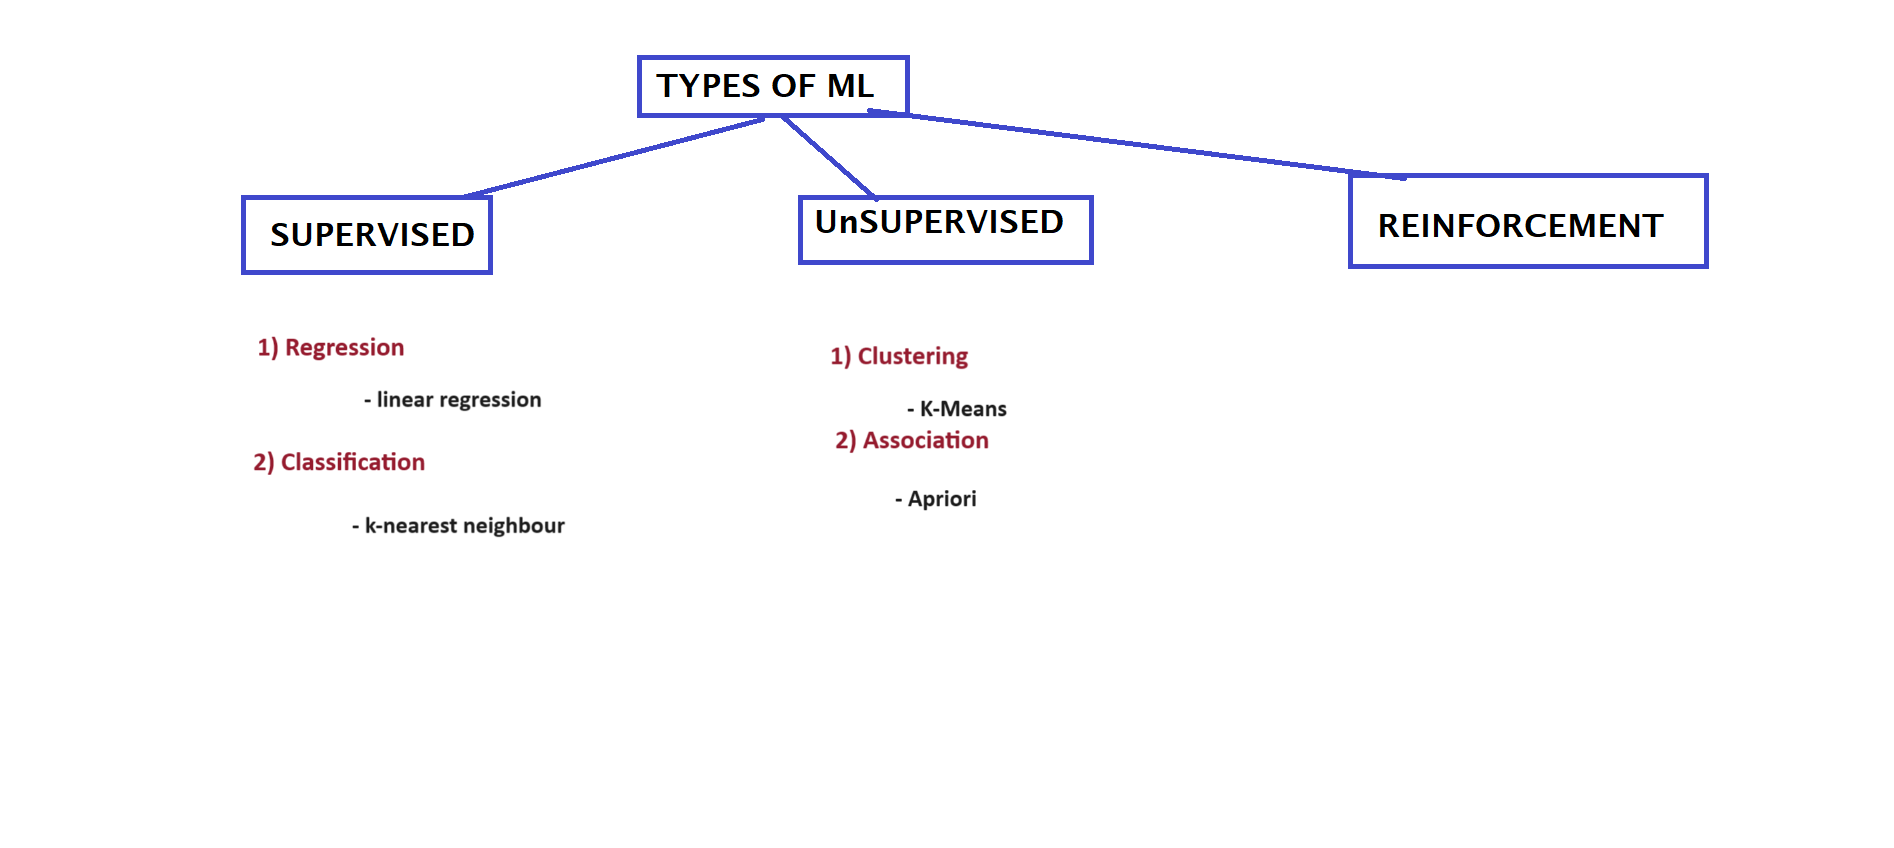 TYPES OF ML
SUPERVISED
UnSUPERVISED
REINFORCEMENT
1) Regression
- linear regression
2) Classification
- k-nearest neighbour
1) Clustering
- K-Means
2) Association
- Apriori